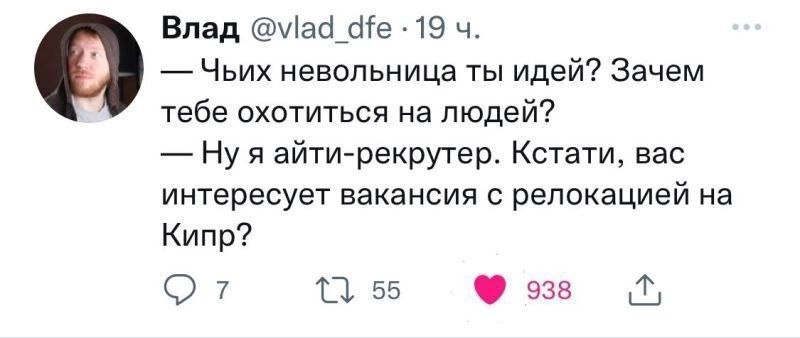 Влад @vlad_dfe · 19 ч.
— Чьих невольница ты идей? Зачем
тебе охотиться на людей?
— Ну я айти-рекрутер. Кстати, вас
интересует вакансия с релокацией на
Кипр?
7 55 938